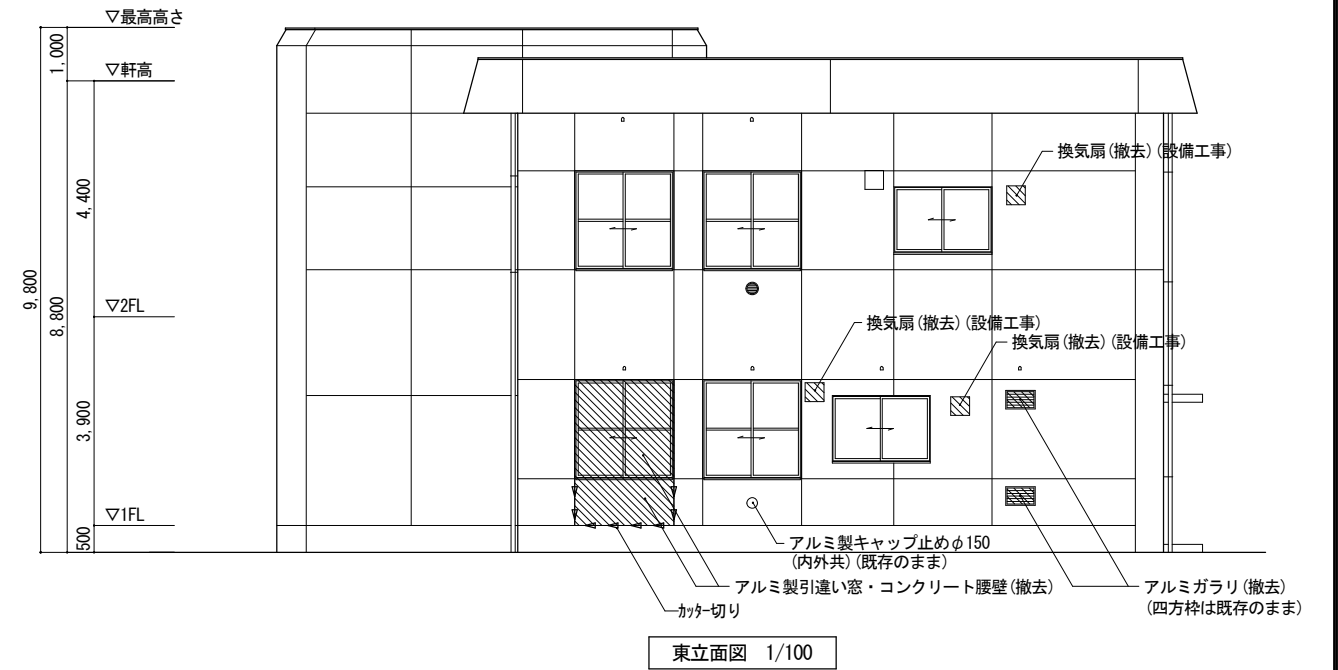 ▽最高高さ
1,000
▽軒高
4,400
9,800
8,800
▽2FL
3,900
▽1FL
500
換気扇(撤去)(設備工事)
換気扇(撤去)(設備工事)
換気扇(撤去)(設備工事)
アルミ製キャップ止めφ150
(内外共)(既存のまま)
アルミ製引違い窓・コンクリート腰壁(撤去)
カッター切り
アルミガラリ(撤去)
(四方枠は既存のまま)
東立面図 1/100